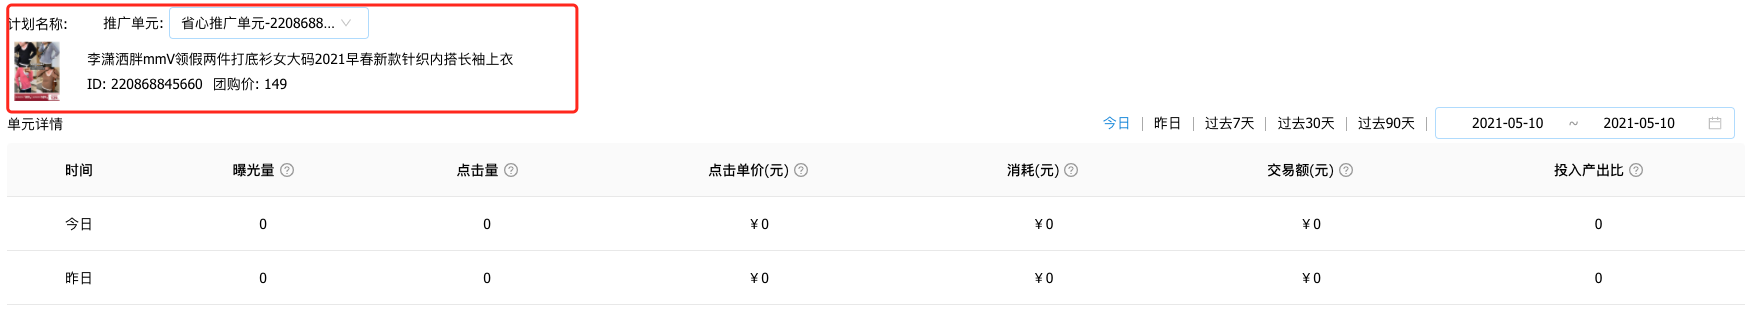 计划名称: 推广单元: 省心推广单元-2208688...
李潇洒胖mmV领假两件打底衫女大码2021早春新款针织内搭长袖上衣
ID: 220868845660 团购价: 149
单元详情 今日 | 昨日 | 过去7天 | 过去30天 | 过去90天 | 2021-05-10 ~ 2021-05-10
时间 曝光量 点击量 点击单价(元) 消耗(元) 交易额(元) 投入产出比
今日 0 0 ¥0 ¥0 ¥0 0
昨日 0 0 ¥0 ¥0 ¥0 0